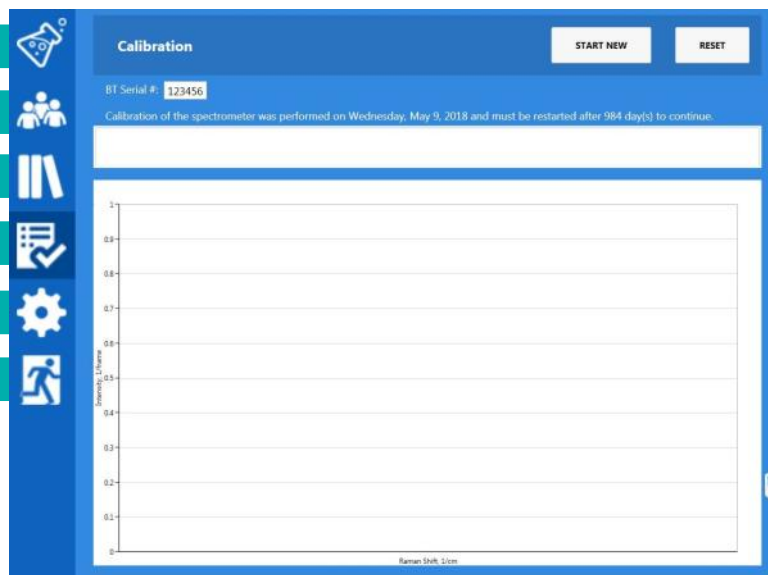 Calibration
START NEW
RESET
BT Serial #: 123456
Calibration of the spectrometer was performed on Wednesday, May 9, 2018 and must be restarted after 984 day(s) to continue.
1
0.9
0.8
0.7
0.6
0.5
0.4
0.3
0.2
0.1
0
Intensity, 1/frame
Raman Shift, 1/cm